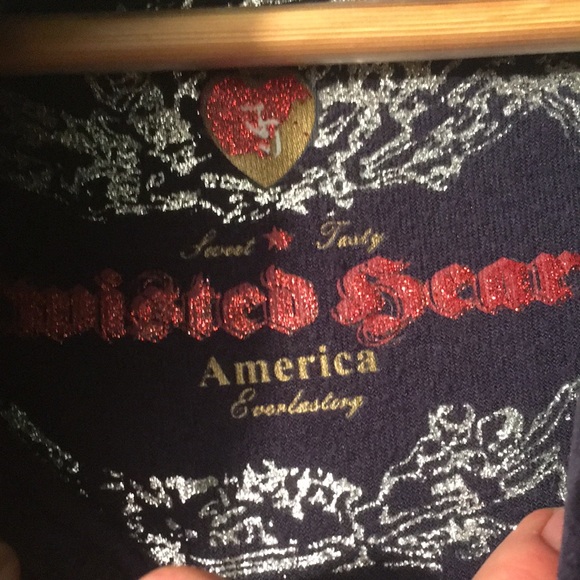 Sweet Tasty
wisted Hear
America
Everlasting